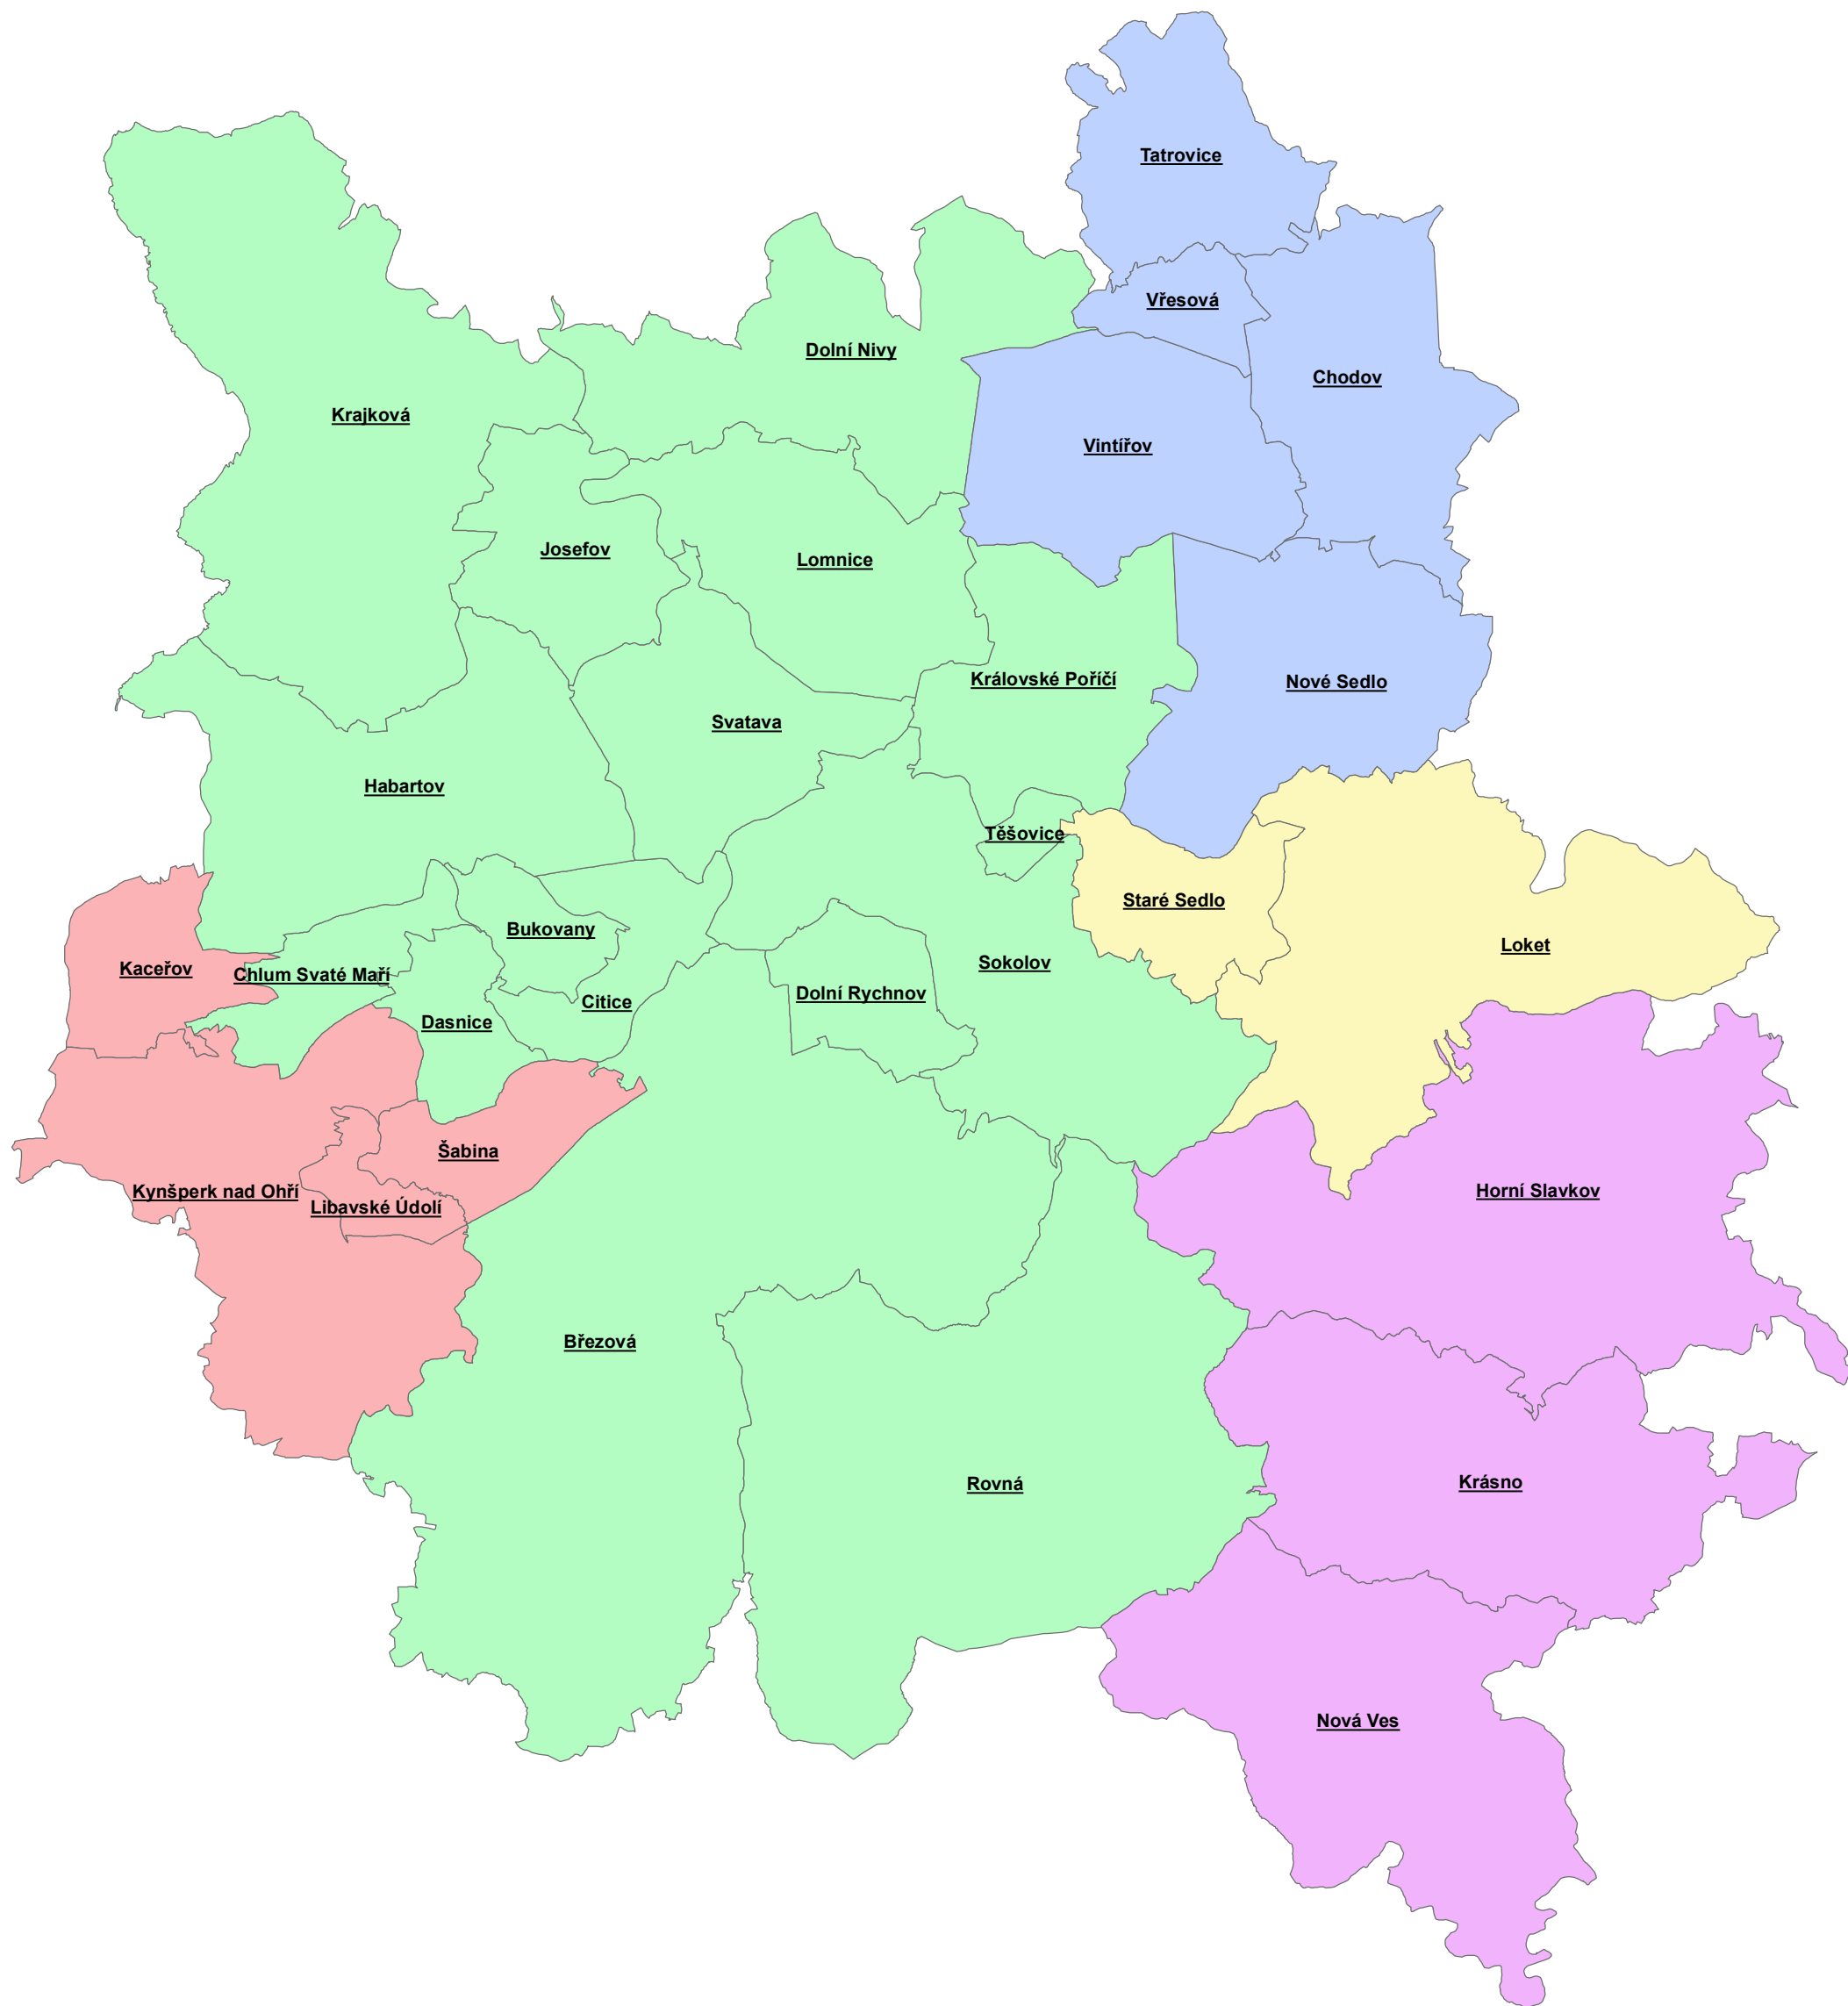 Tatrovice
Vřesová
Dolní Nivy
Chodov
Krajková
Vintířov
Josefov
Lomnice
Královské Poříčí
Nové Sedlo
Svatava
Habartov
Těšovice
Staré Sedlo
Bukovany
Loket
Sokolov
Kaceřov
Chlum Svaté Maří
Dolní Rychnov
Citice
Dasnice
Šabina
Kynšperk nad Ohří
Horní Slavkov
Libavské Údolí
Březová
Krásno
Rovná
Nová Ves